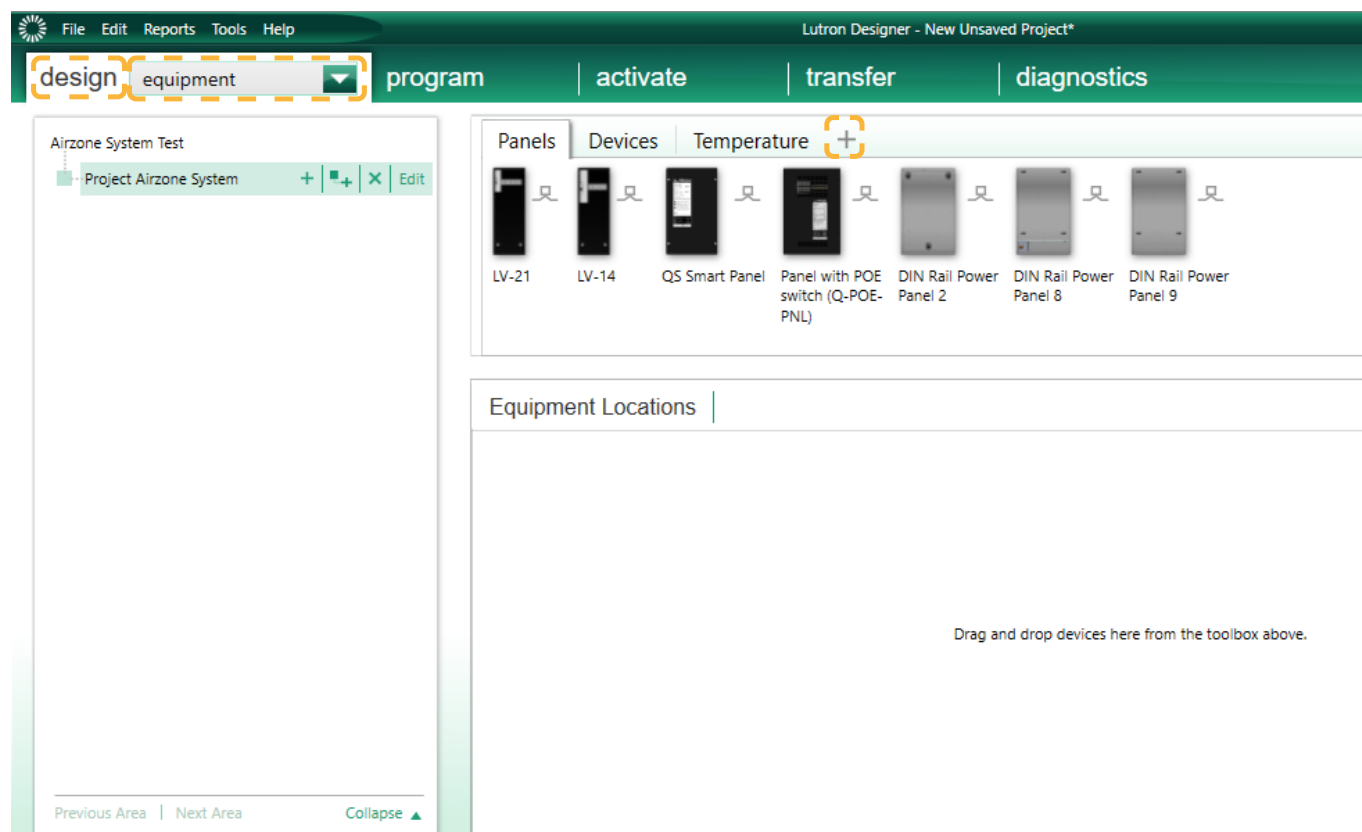 File Edit Reports Tools Help
Lutron Designer - New Unsaved Project*
design equipment program activate transfer diagnostics
Airzone System Test
Project Airzone System + × Edit
Panels Devices Temperature +
LV-21
LV-14
QS Smart Panel
Panel with POE
switch (Q-POE-
PNL)
DIN Rail Power
Panel 2
DIN Rail Power
Panel 8
DIN Rail Power
Panel 9
Equipment Locations
Drag and drop devices here from the toolbox above.
Previous Area | Next Area Collapse